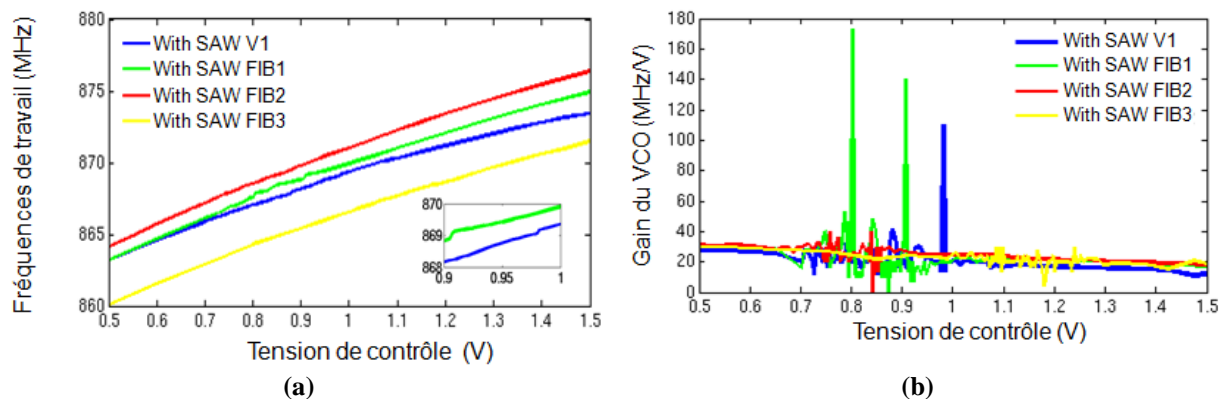 880
875
870
865
860
Fréquences de travail (MHz)
With SAW V1
With SAW FIB1
With SAW FIB2
With SAW FIB3
870
869
868
0.9 0.95 1
0.5 0.6 0.7 0.8 0.9 1 1.1 1.2 1.3 1.4 1.5
Tension de contrôle (V)
(a)
180
160
140
120
100
80
60
40
20
0
Gain du VCO (MHz/V)
With SAW V1
With SAW FIB1
With SAW FIB2
With SAW FIB3
0.5 0.6 0.7 0.8 0.9 1 1.1 1.2 1.3 1.4 1.5
Tension de contrôle (V)
(b)